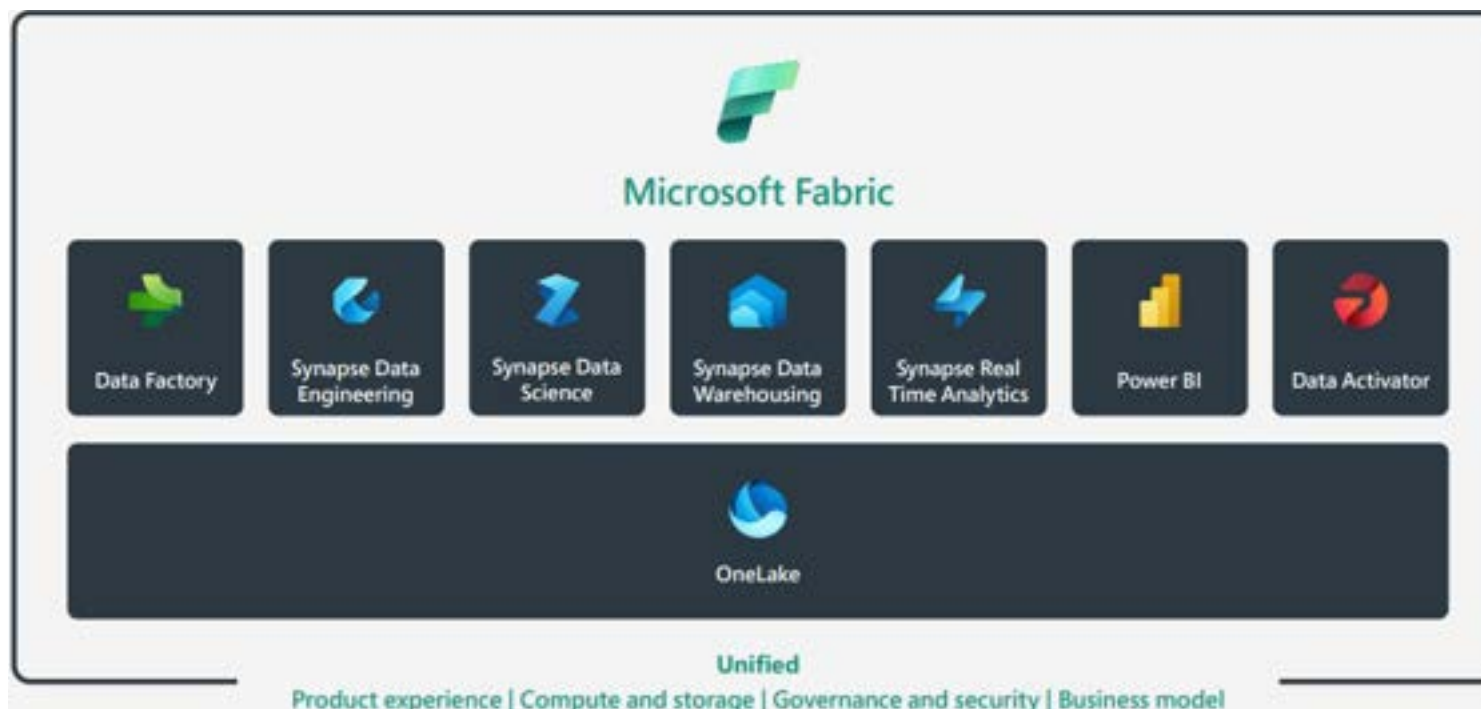 Microsoft Fabric
Data Factory
Synapse Data
Engineering
Synapse Data
Science
Synapse Data
Warehousing
Synapse Real
Time Analytics
Power BI
Data Activator
OneLake
Unified
Product experience | Compute and storage | Governance and security | Business model